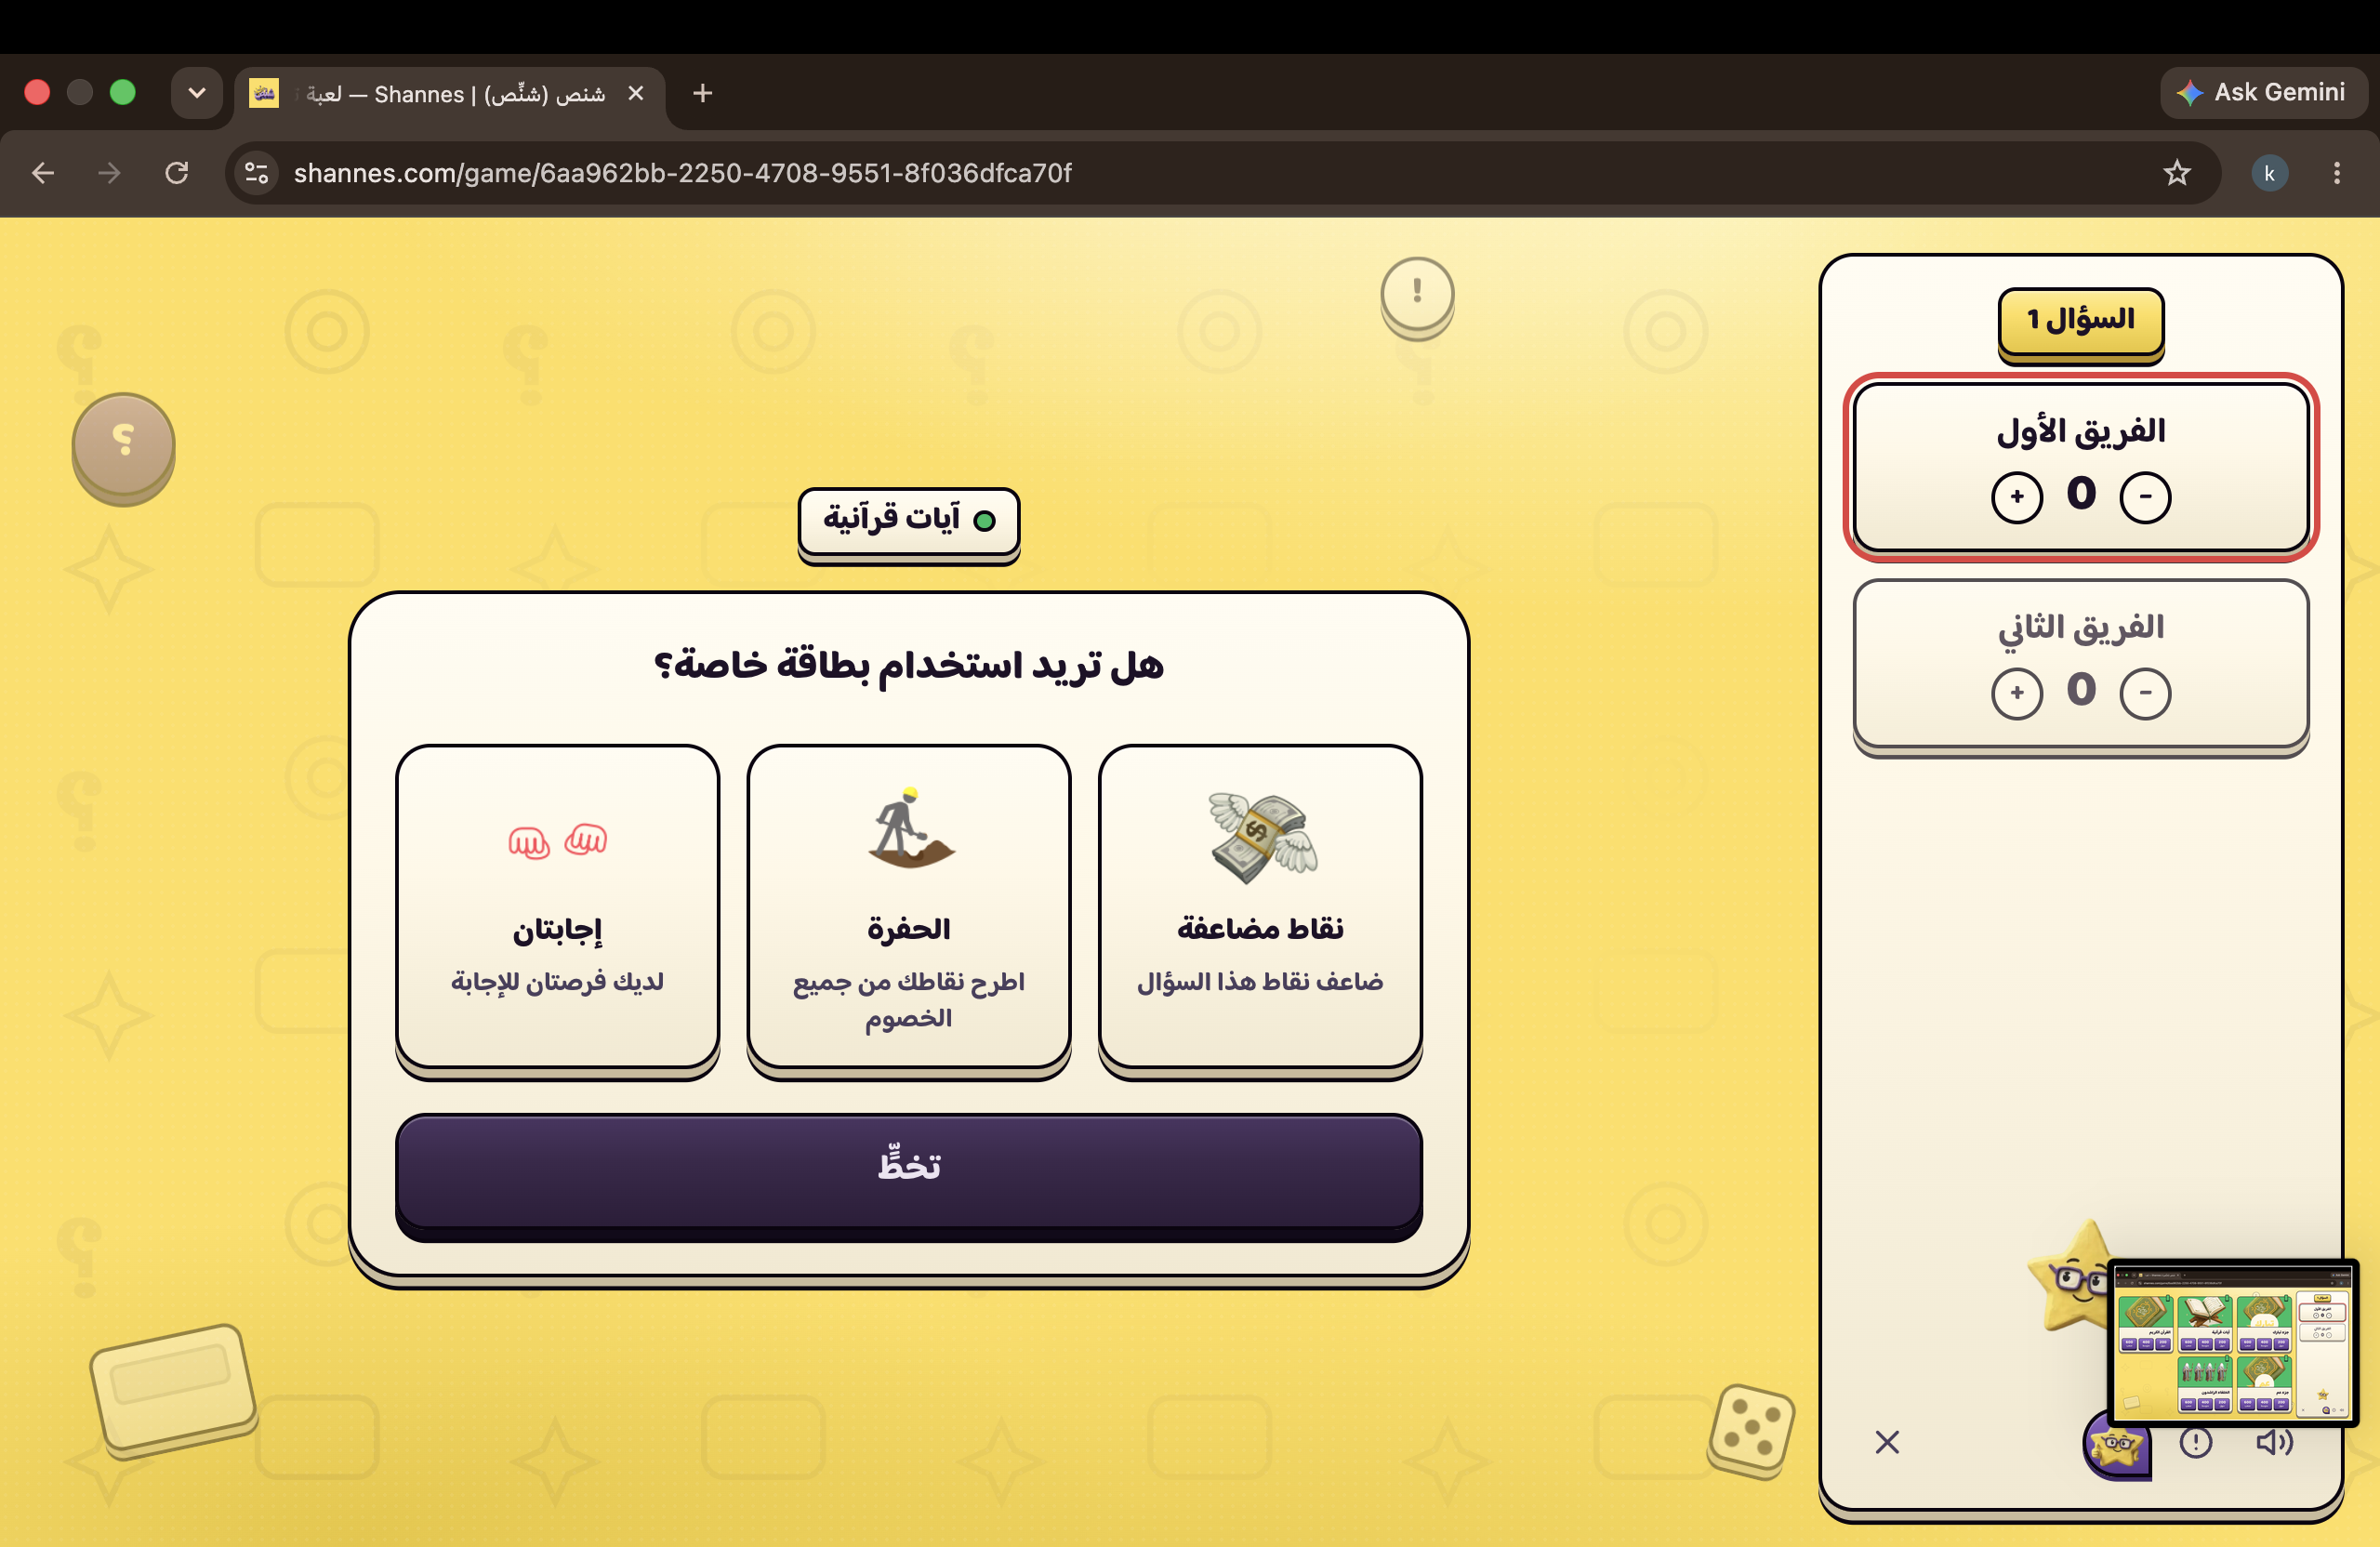 شنص (شنِّص) | Shannes — لعبة
Ask Gemini
shannes.com/game/6aa962bb-2250-4708-9551-8f036dfca70f
k
السؤال 1
الفريق الأول
+ 0 −
الفريق الثاني
+ 0 −
آيات قرآنية
هل تريد استخدام بطاقة خاصة؟
نقاط مضاعفة
ضاعف نقاط هذا السؤال
الحفرة
اطرح نقاطك من جميع
الخصوم
إجابتان
لديك فرصتان للإجابة
تخطٍّ